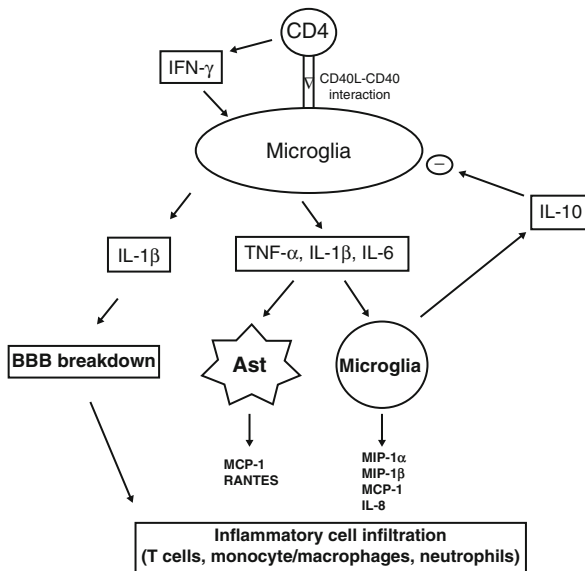 CD4
IFN-γ
CD40L-CD40
interaction
Microglia
−
IL-10
IL-1β
TNF-α, IL-1β, IL-6
BBB breakdown
Ast
Microglia
MCP-1
RANTES
MIP-1α
MIP-1β
MCP-1
IL-8
Inflammatory cell infiltration
(T cells, monocyte/macrophages, neutrophils)